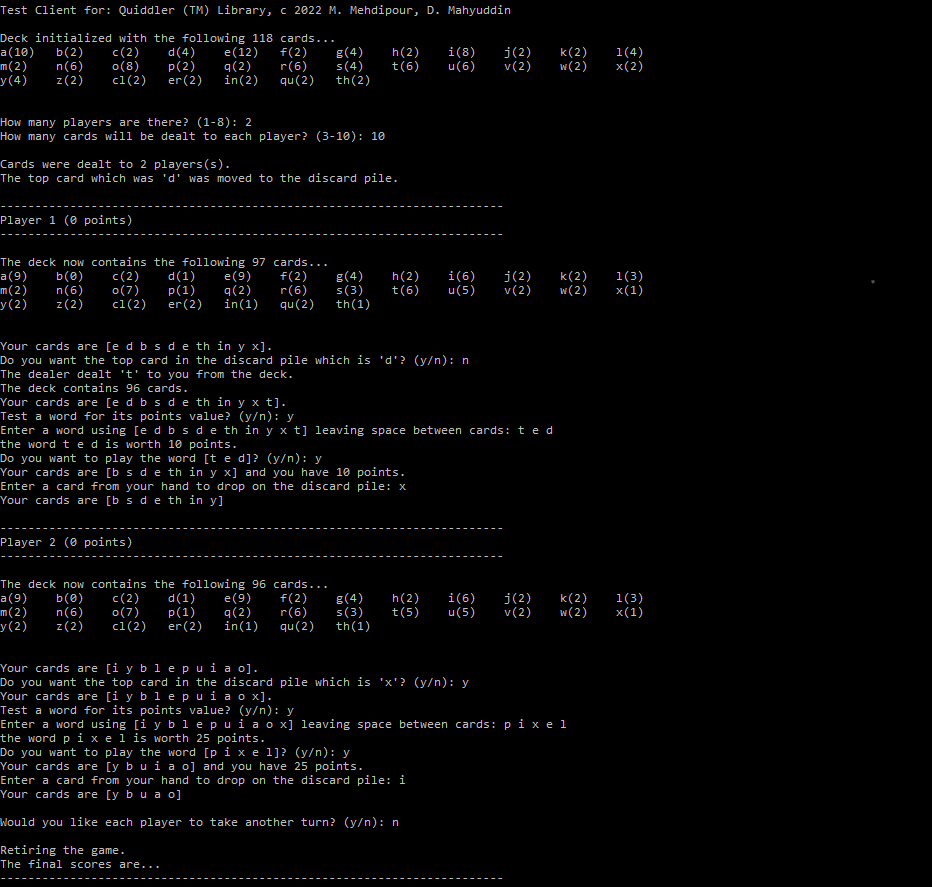 Test Client for: Quiddler (TM) Library, c 2022 M. Mehdipour, D. Mahyuddin
Deck initialized with the following 118 cards...
a(10) b(2) c(2) d(4) e(12) f(2) g(4) h(2) i(8) j(2) k(2) l(4)
m(2) n(6) o(8) p(2) q(2) r(6) s(4) t(6) u(6) v(2) w(2) x(2)
y(4) z(2) cl(2) er(2) in(2) qu(2) th(2)
How many players are there? (1-8): 2
How many cards will be dealt to each player? (3-10): 10
Cards were dealt to 2 players(s).
The top card which was 'd' was moved to the discard pile.
------------------------------------------------------------------------
Player 1 (0 points)
------------------------------------------------------------------------
The deck now contains the following 97 cards...
a(9) b(0) c(2) d(1) e(9) f(2) g(4) h(2) i(6) j(2) k(2) l(3)
m(2) n(6) o(7) p(1) q(2) r(6) s(3) t(6) u(5) v(2) w(2) x(1)
y(2) z(2) cl(2) er(2) in(1) qu(2) th(1)
Your cards are [e d b s d e th in y x].
Do you want the top card in the discard pile which is 'd'? (y/n): n
The dealer dealt 't' to you from the deck.
The deck contains 96 cards.
Your cards are [e d b s d e th in y x t].
Test a word for its points value? (y/n): y
Enter a word using [e d b s d e th in y x t] leaving space between cards: t e d
the word t e d is worth 10 points.
Do you want to play the word [t e d]? (y/n): y
Your cards are [b s d e th in y x] and you have 10 points.
Enter a card from your hand to drop on the discard pile: x
Your cards are [b s d e th in y]
------------------------------------------------------------------------
Player 2 (0 points)
------------------------------------------------------------------------
The deck now contains the following 96 cards...
a(9) b(0) c(2) d(1) e(9) f(2) g(4) h(2) i(6) j(2) k(2) l(3)
m(2) n(6) o(7) p(1) q(2) r(6) s(3) t(5) u(5) v(2) w(2) x(1)
y(2) z(2) cl(2) er(2) in(1) qu(2) th(1)
Your cards are [i y b l e p u i a o].
Do you want the top card in the discard pile which is 'x'? (y/n): y
Your cards are [i y b l e p u i a o x].
Test a word for its points value? (y/n): y
Enter a word using [i y b l e p u i a o x] leaving space between cards: p i x e l
the word p i x e l is worth 25 points.
Do you want to play the word [p i x e l]? (y/n): y
Your cards are [y b u i a o] and you have 25 points.
Enter a card from your hand to drop on the discard pile: i
Your cards are [y b u a o]
Would you like each player to take another turn? (y/n): n
Retiring the game.
The final scores are...
------------------------------------------------------------------------